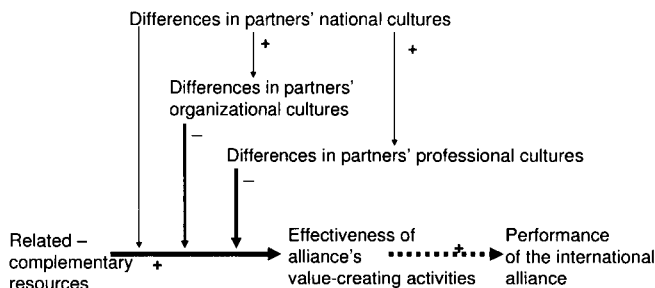 Differences in partners' national cultures
+
+
Differences in partners'
organizational cultures
–
Differences in partners' professional cultures
–
Related –
complementary
resources
+
Effectiveness of
alliance's
value-creating activities
+
Performance
of the international
alliance